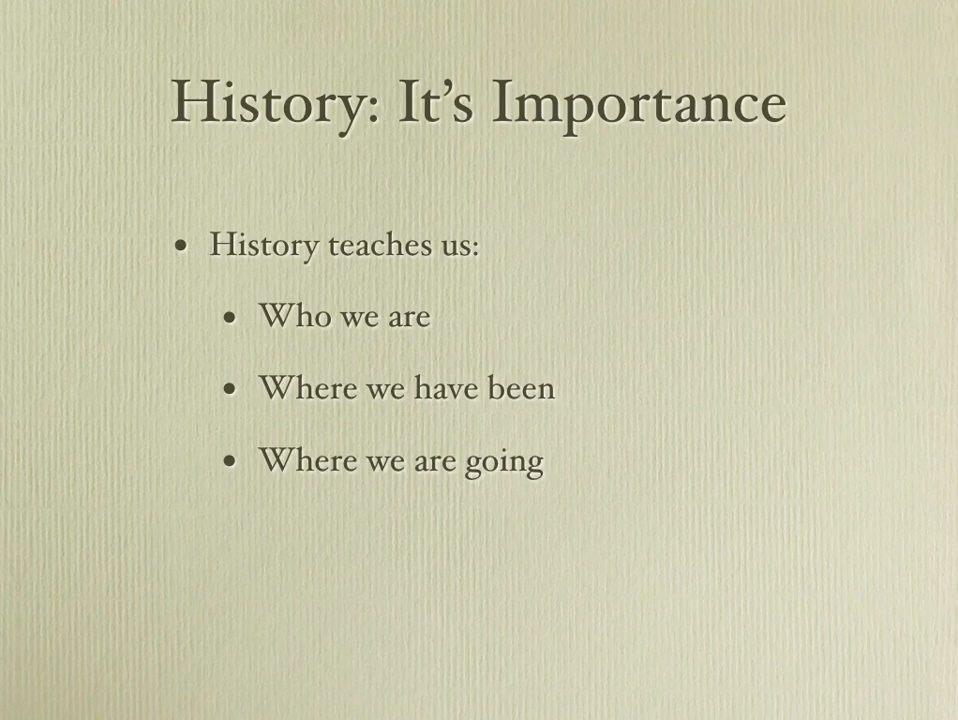 History: It’s Importance
• History teaches us:
• Who we are
• Where we have been
• Where we are going